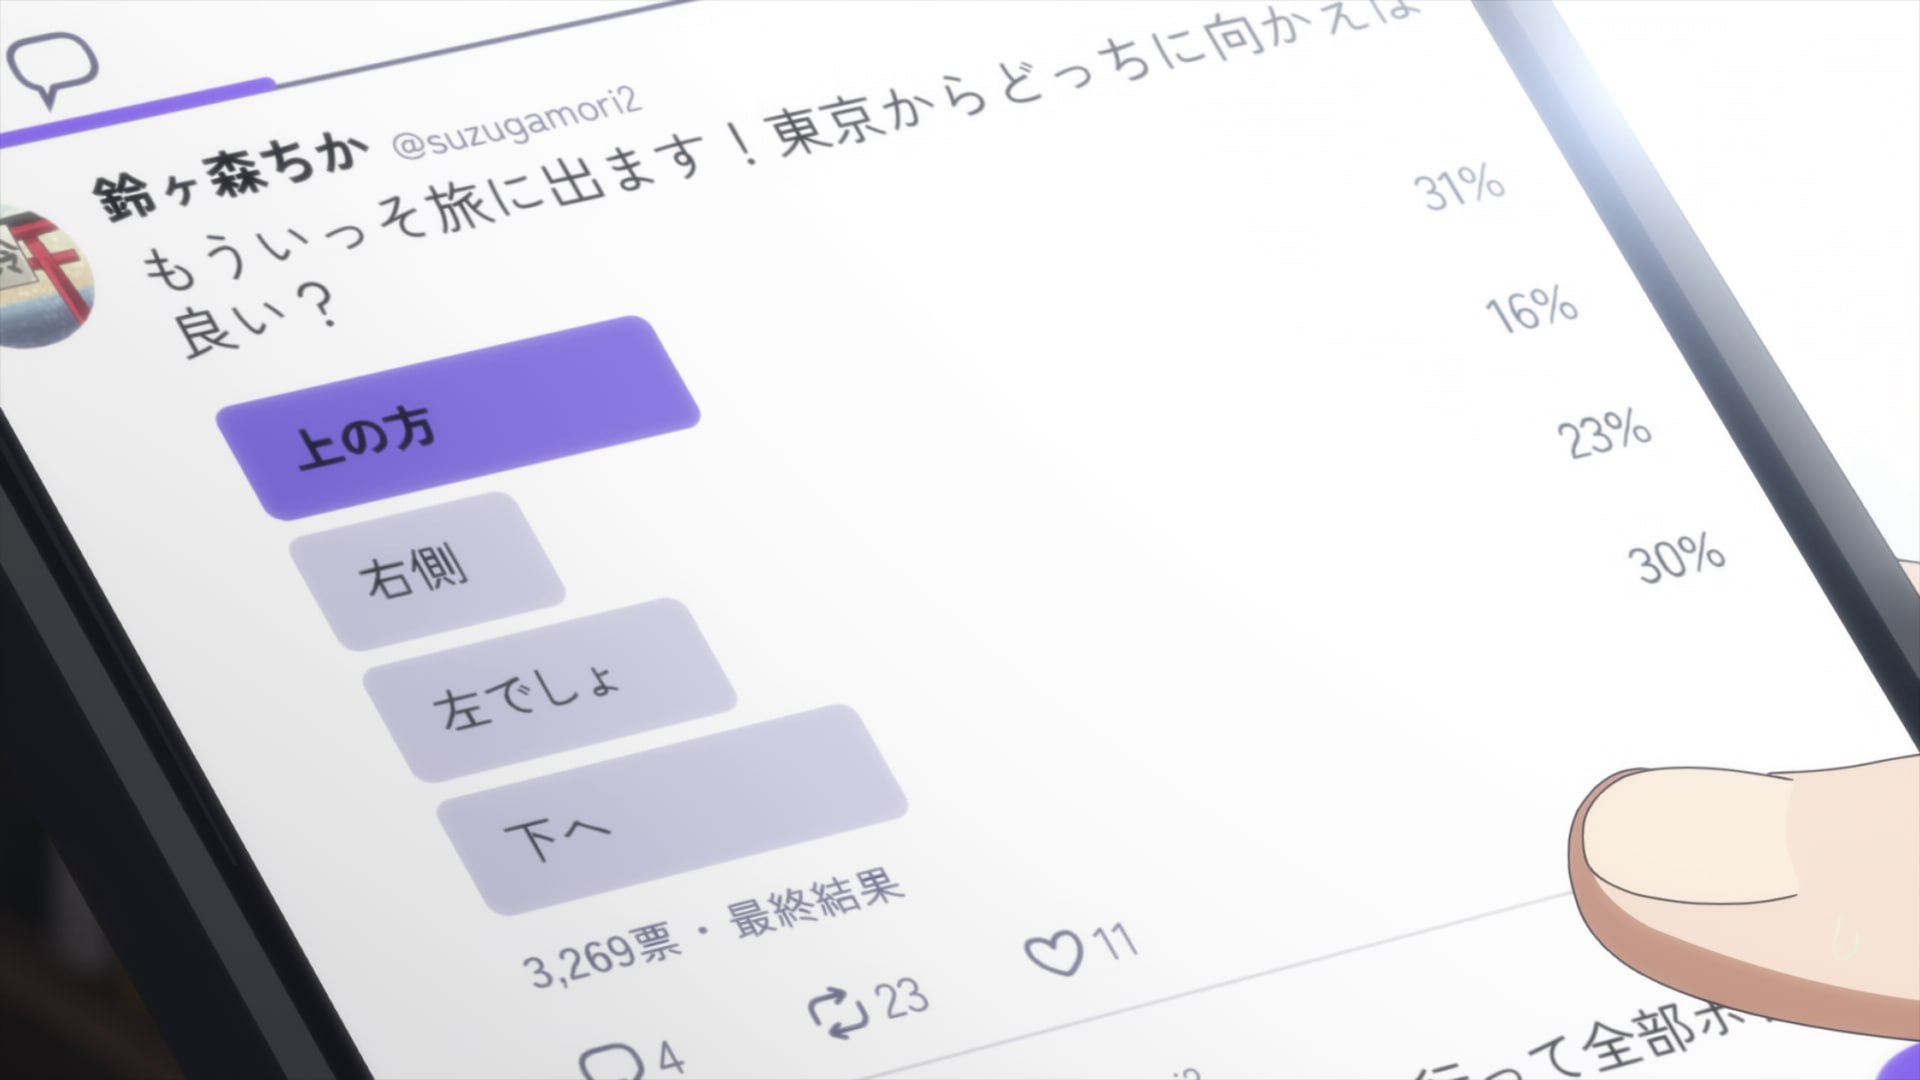 鈴ヶ森ちか @suzugamori2
もういっそ旅に出ます！東京からどっちに向かえば
良い？
上の方 31%
右側 16%
左でしょ 23%
下へ 30%
3,269票・最終結果
4 23 11
行って全部